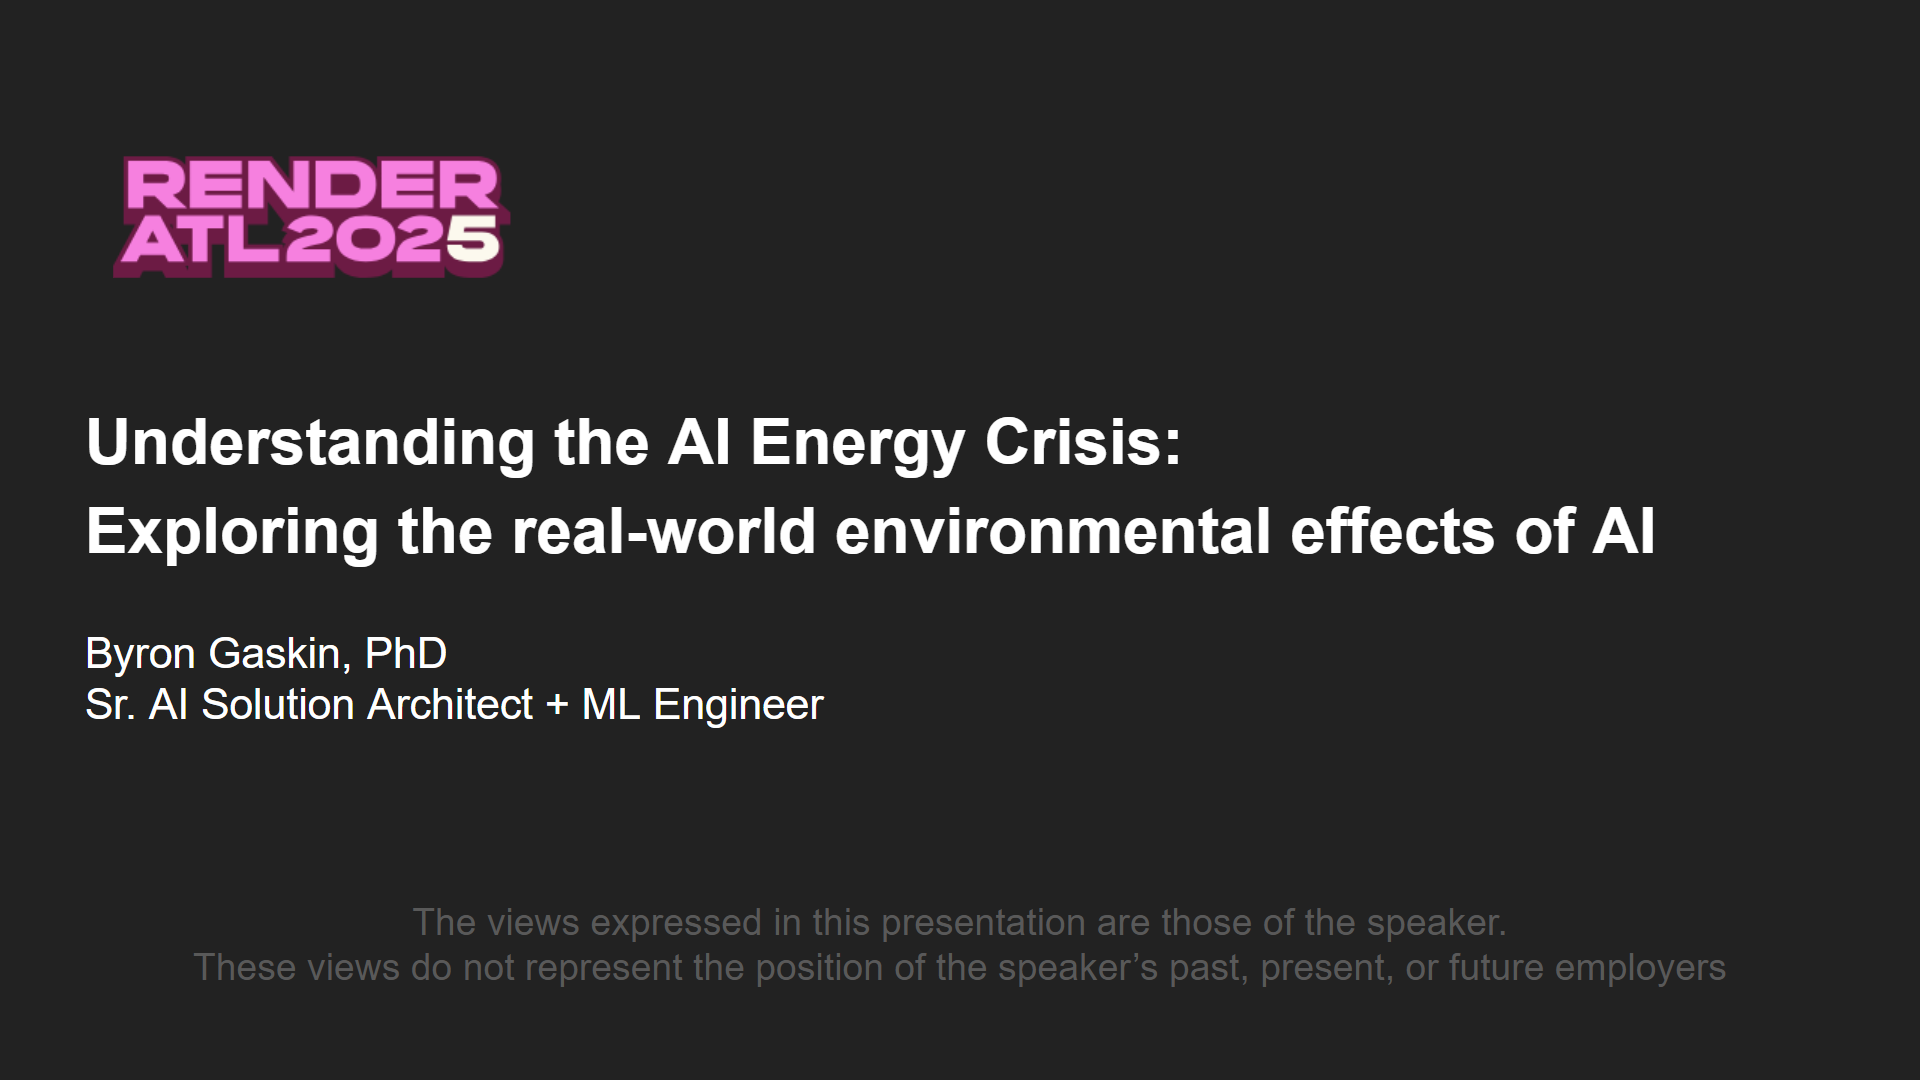 RENDER
ATL 2025
Understanding the AI Energy Crisis:
Exploring the real-world environmental effects of AI
Byron Gaskin, PhD
Sr. AI Solution Architect + ML Engineer
The views expressed in this presentation are those of the speaker.
These views do not represent the position of the speaker’s past, present, or future employers